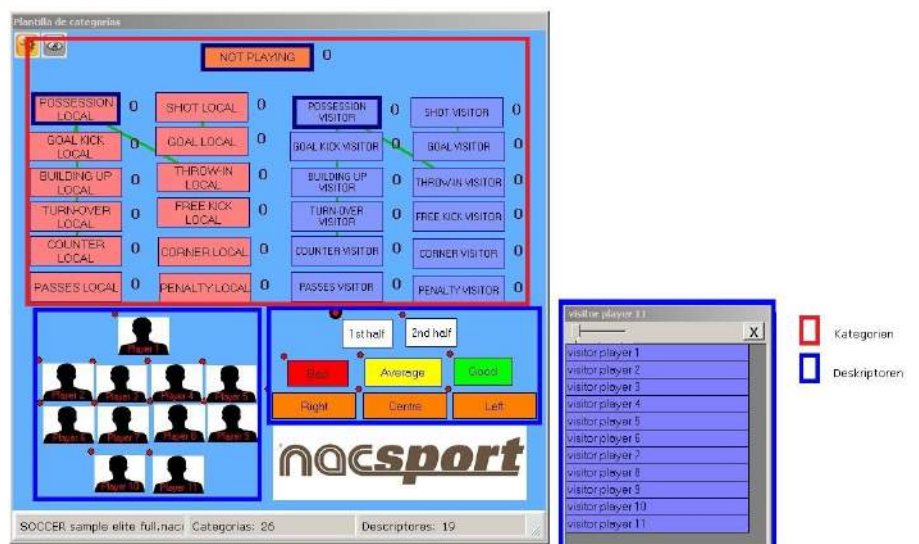 Plantilla de categorias
NOT PLAYING 0
POSSESSION LOCAL 0
SHOT LOCAL 0
POSSESSION VISITOR 0
SHOT VISITOR 0
GOAL KICK LOCAL 0
GOAL LOCAL 0
GOAL KICK VISITOR 0
GOAL VISITOR 0
BUILDING UP LOCAL 0
THROW-IN LOCAL 0
BUILDING UP VISITOR 0
THROW-IN VISITOR 0
TURN-OVER LOCAL 0
FREE KICK LOCAL 0
TURN-OVER VISITOR 0
FREE KICK VISITOR 0
COUNTER LOCAL 0
CORNER LOCAL 0
COUNTER VISITOR 0
CORNER VISITOR 0
PASSES LOCAL 0
PENALTY LOCAL 0
PASSES VISITOR 0
PENALTY VISITOR 0
Player 1
Player 2 Player 3 Player 4 Player 5
Player 6 Player 7 Player 8 Player 9
Player 10 Player 11
1st half 2nd half
Bad Average Good
Right Centre Left
nacsport
SOCCER sample elite full.nac Categorias: 26 Descriptores: 19
visitor player 11
X
visitor player 1
visitor player 2
visitor player 3
visitor player 4
visitor player 5
visitor player 6
visitor player 7
visitor player 8
visitor player 9
visitor player 10
visitor player 11
Kategorien
Deskriptoren